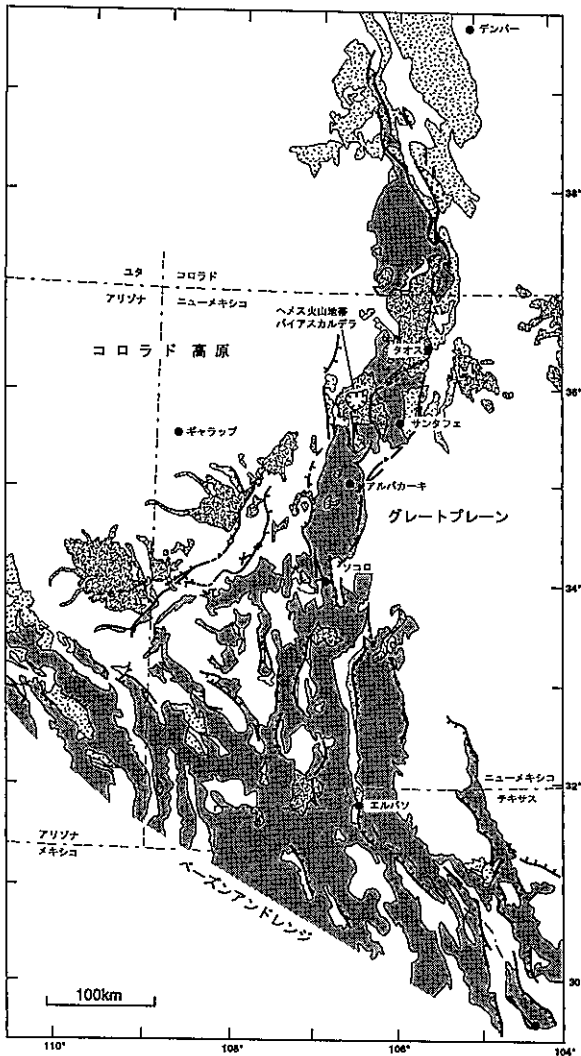 デンバー
38°
ユタ
コロラド
アリゾナ
ニューメキシコ
ヘメス火山地帯
バイアスカルデラ
コロラド高原
タオス
36°
サンタフェ
ギャラップ
アルバカーキ
グレートプレーン
ソコロ
34°
ニューメキシコ
32°
テキサス
エルパソ
アリゾナ
メキシコ
ベーズンアンドレンジ
30°
100km
110°
108°
106°
104°